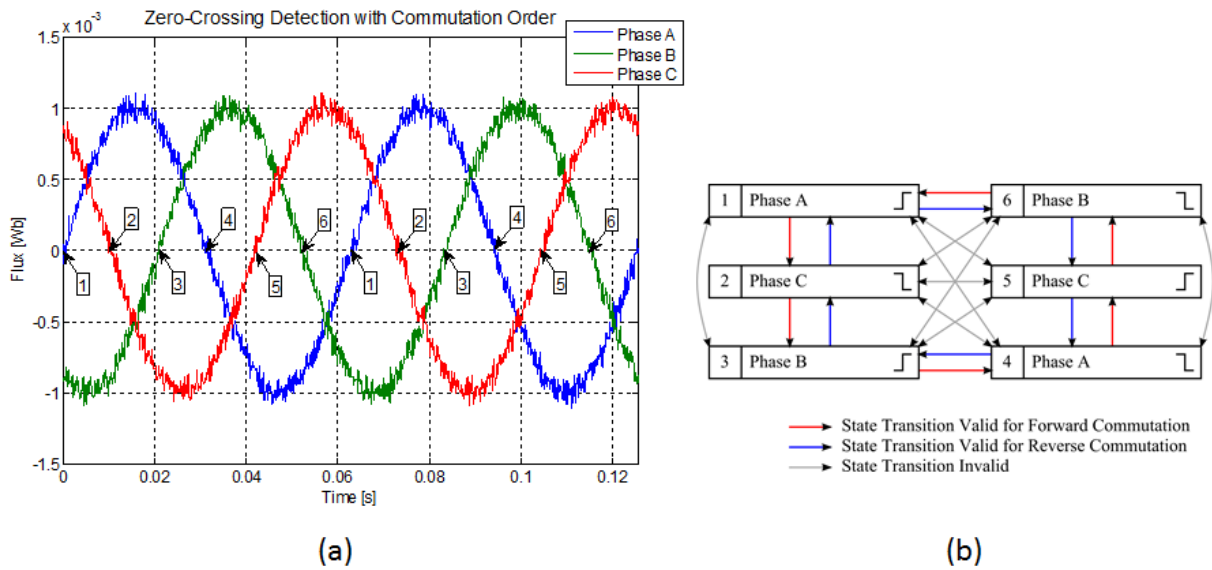 Zero-Crossing Detection with Commutation Order
x 10^-3
Phase A
Phase B
Phase C
1.5
1
0.5
0
-0.5
-1
-1.5
Flux [Wb]
2
4
6
2
4
6
1
3
5
1
3
5
0
0.02
0.04
0.06
0.08
0.1
0.12
Time [s]
(a)
1 Phase A
6 Phase B
2 Phase C
5 Phase C
3 Phase B
4 Phase A
State Transition Valid for Forward Commutation
State Transition Valid for Reverse Commutation
State Transition Invalid
(b)